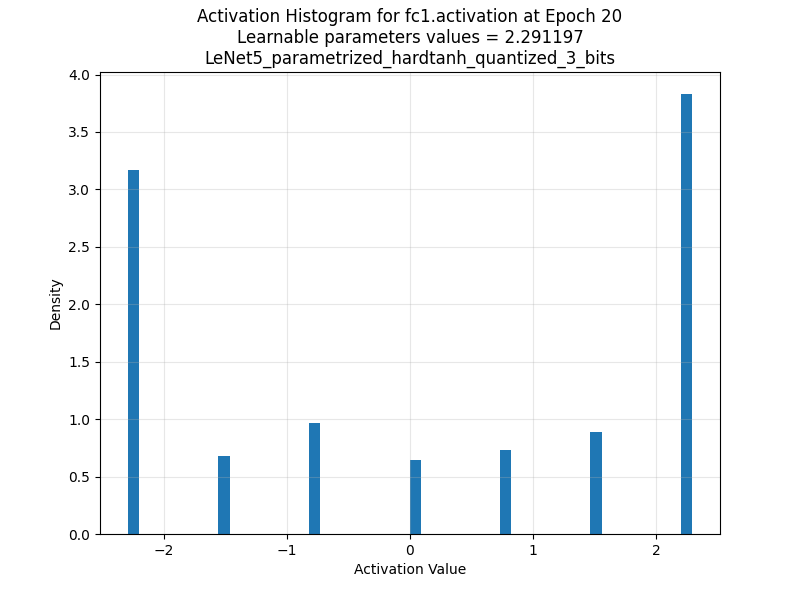 Activation Histogram for fc1.activation at Epoch 20
Learnable parameters values = 2.291197
LeNet5_parametrized_hardtanh_quantized_3_bits
4.0
3.5
3.0
2.5
2.0
1.5
1.0
0.5
0.0
Density
−2 −1 0 1 2
Activation Value